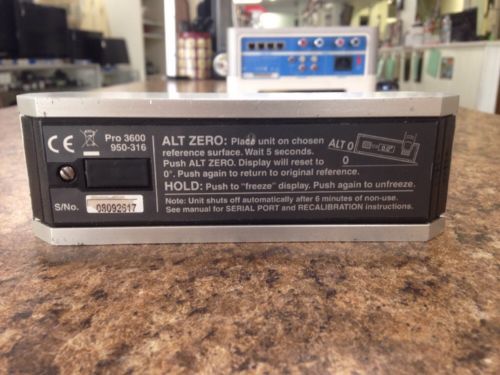 CE Pro 3600
950-316
S/No. 08092617
ALT ZERO: Place unit on chosen
reference surface. Wait 5 seconds.
Push ALT ZERO. Display will reset to
0°. Push again to return to original reference.
HOLD: Push to "freeze" display. Push again to unfreeze.
Note: Unit shuts off automatically after 6 minutes of non-use.
See manual for SERIAL PORT and RECALIBRATION instructions.
ALT 0
0